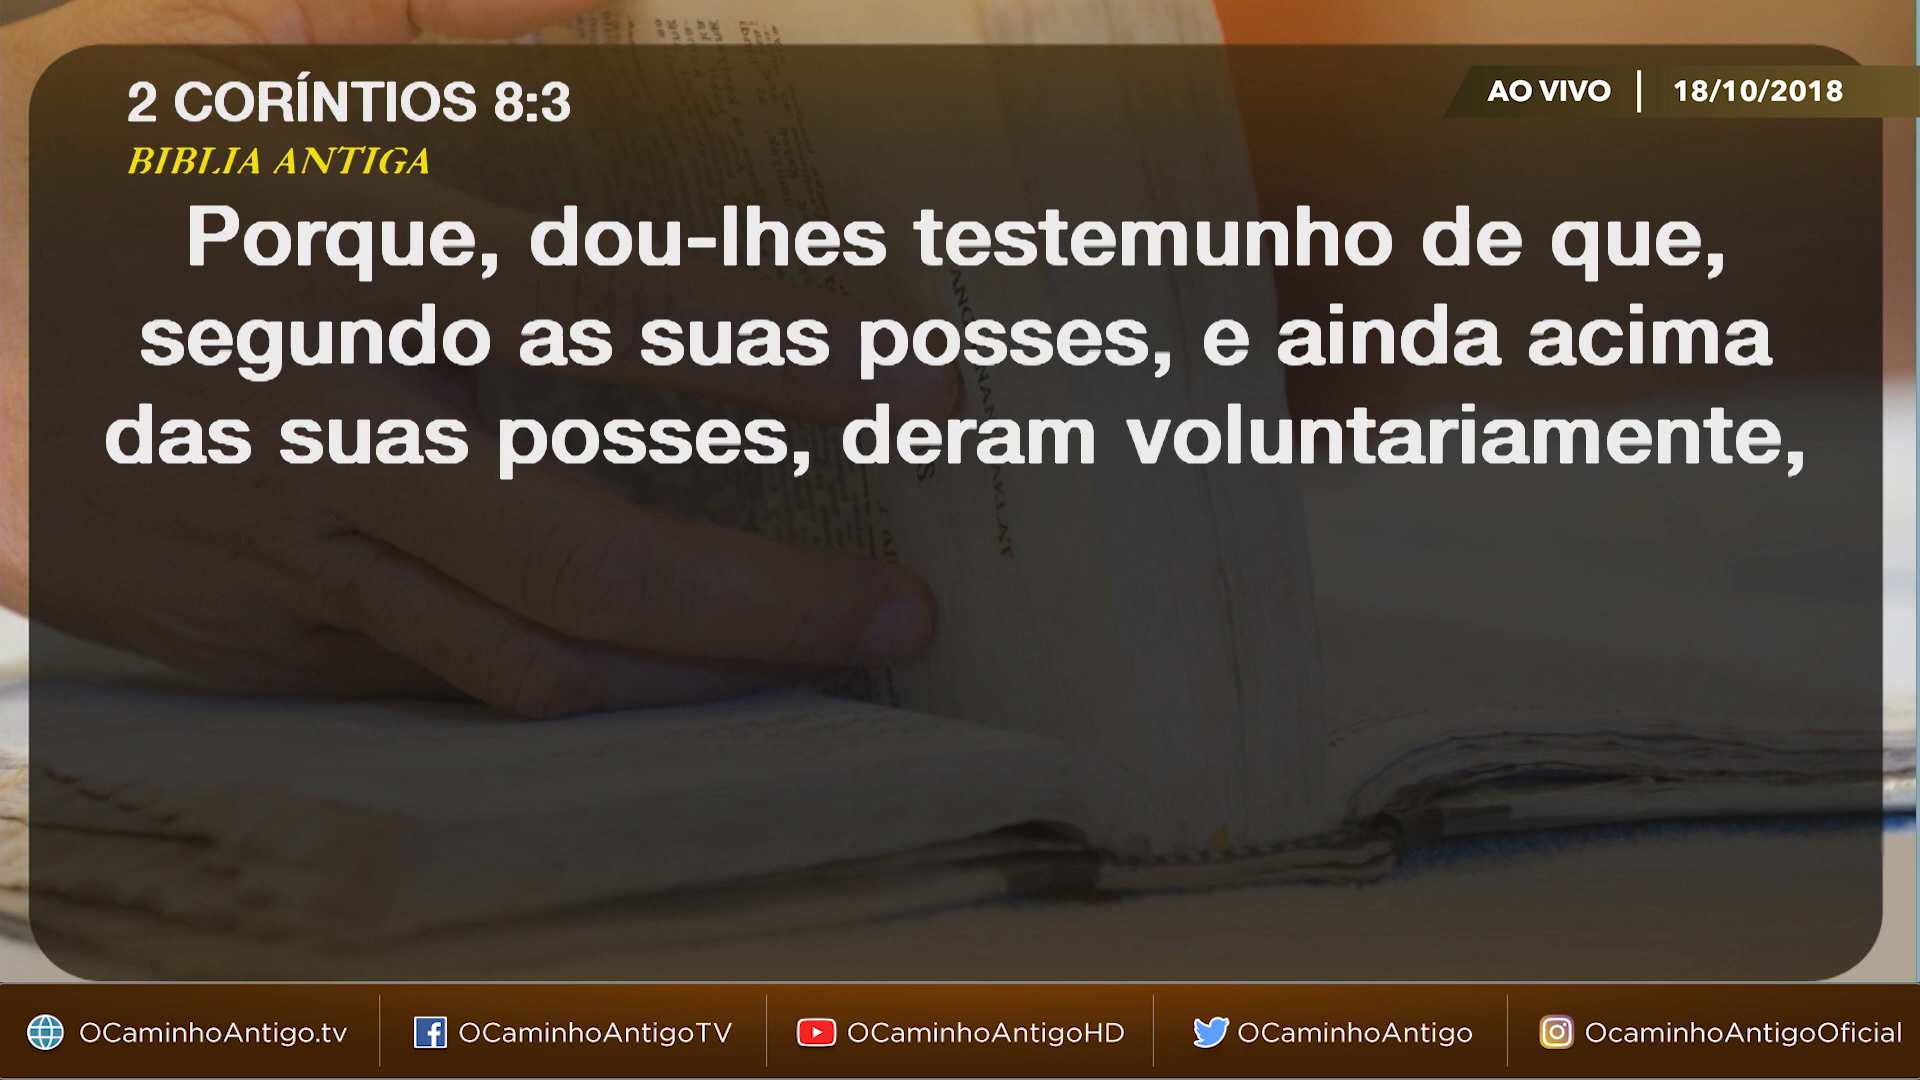 2 CORÍNTIOS 8:3
AO VIVO | 18/10/2018
BIBLIA ANTIGA
Porque, dou-lhes testemunho de que,
segundo as suas posses, e ainda acima
das suas posses, deram voluntariamente,
OCaminhoAntigo.tv
OCaminhoAntigoTV
OCaminhoAntigoHD
OCaminhoAntigo
OcaminhoAntigoOficial